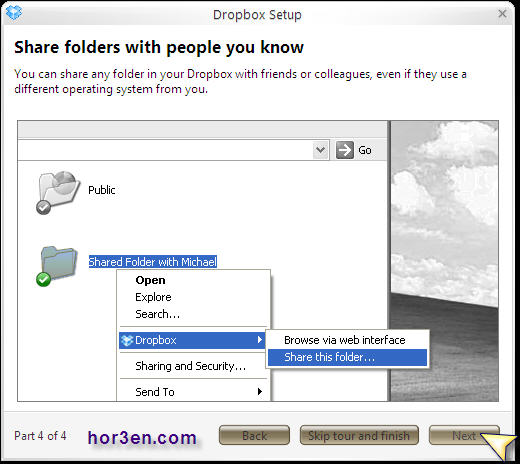 Dropbox Setup
Share folders with people you know
You can share any folder in your Dropbox with friends or colleagues, even if they use a
different operating system from you.
Go
Public
Shared Folder with Michael
Open
Explore
Search...
Dropbox
Browse via web interface
Share this folder...
Sharing and Security...
Send To
Part 4 of 4
hor3en.com
Back
Skip tour and finish
Next